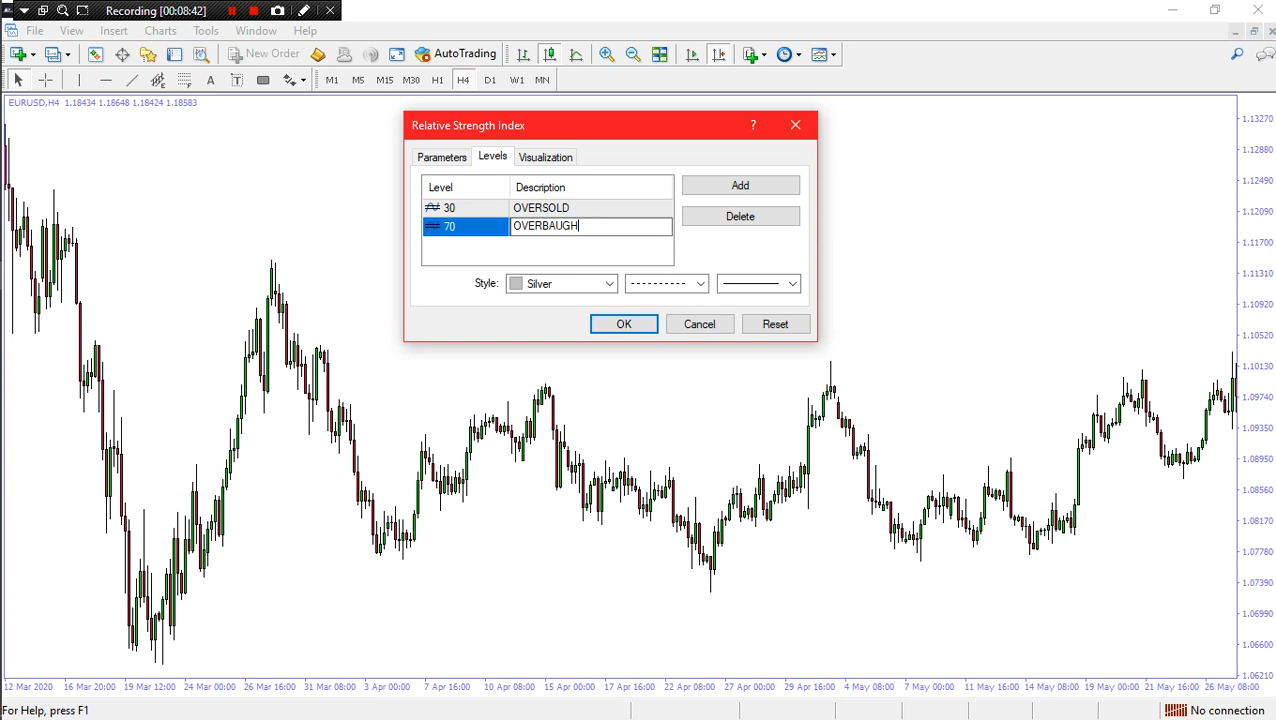 Recording [00:08:42]
File View Insert Charts Tools Window Help
New Order AutoTrading
A T M1 M5 M15 M30 H1 H4 D1 W1 MN
EURUSD,H4 1.18434 1.18648 1.18424 1.18583
Relative Strength Index ?
Parameters Levels Visualization
Level Description
30 OVERSOLD
70 OVERBAUGH
Add
Delete
Style: Silver
OK Cancel Reset
1.13270
1.12880
1.12490
1.12090
1.11710
1.11310
1.10920
1.10520
1.10130
1.09740
1.09350
1.08950
1.08560
1.08170
1.07780
1.07390
1.06990
1.06600
1.06210
12 Mar 2020 16 Mar 20:00 19 Mar 12:00 24 Mar 00:00 26 Mar 16:00 31 Mar 08:00 3 Apr 00:00 7 Apr 16:00 10 Apr 08:00 15 Apr 00:00 17 Apr 16:00 22 Apr 08:00 27 Apr 00:00 29 Apr 16:00 4 May 08:00 7 May 00:00 11 May 16:00 14 May 08:00 19 May 00:00 21 May 16:00 26 May 08:00
For Help, press F1 No connection